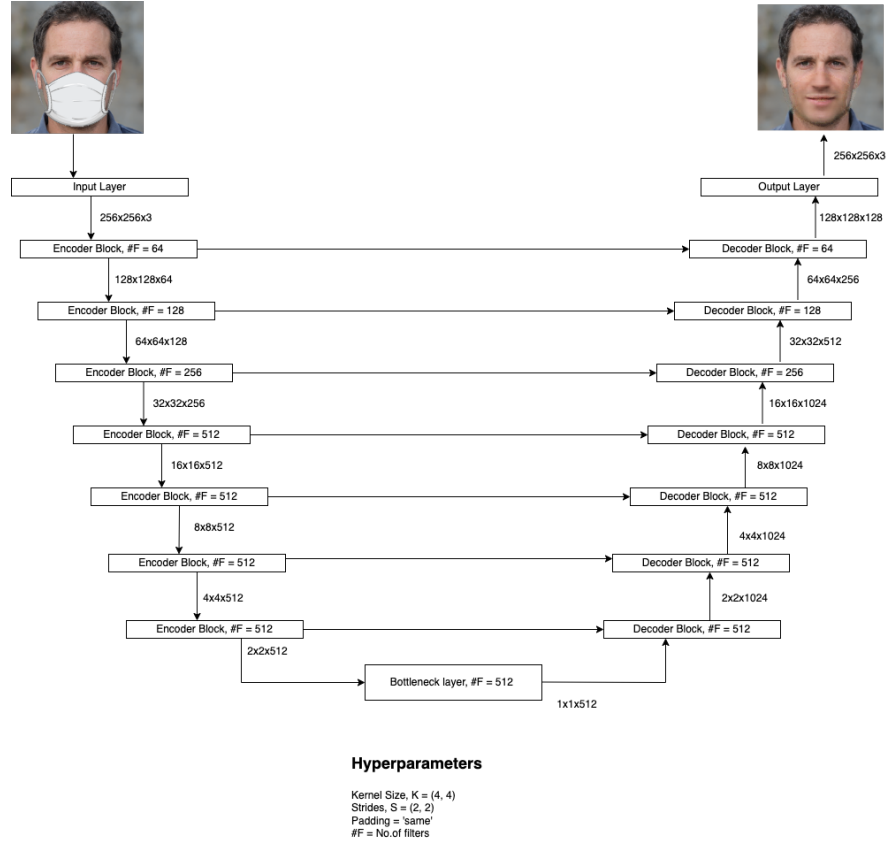 256x256x3
Input Layer
Output Layer
256x256x3
128x128x128
Encoder Block, #F = 64
Decoder Block, #F = 64
128x128x64
64x64x256
Encoder Block, #F = 128
Decoder Block, #F = 128
64x64x128
32x32x512
Encoder Block, #F = 256
Decoder Block, #F = 256
32x32x256
16x16x1024
Encoder Block, #F = 512
Decoder Block, #F = 512
16x16x512
8x8x1024
Encoder Block, #F = 512
Decoder Block, #F = 512
8x8x512
4x4x1024
Encoder Block, #F = 512
Decoder Block, #F = 512
4x4x512
2x2x1024
Encoder Block, #F = 512
Decoder Block, #F = 512
2x2x512
Bottleneck layer, #F = 512
1x1x512
Hyperparameters
Kernel Size, K = (4, 4)
Strides, S = (2, 2)
Padding = 'same'
#F = No.of filters